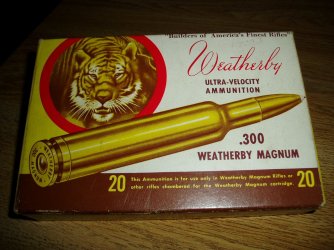 "Builders of America's Finest Rifles"
Weatherby
ULTRA-VELOCITY
AMMUNITION
.300
WEATHERBY MAGNUM
20 This Ammunition is for use only in Weatherby Magnum Rifles or 20
other rifles chambered for the Weatherby Magnum cartridge.